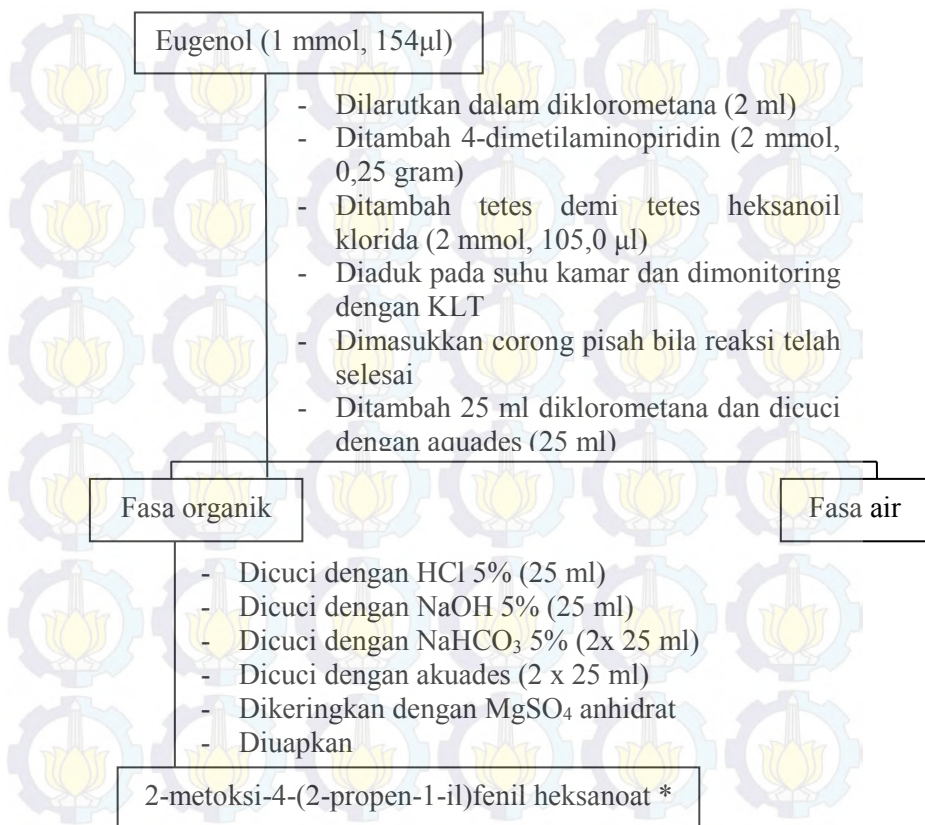 Eugenol (1 mmol, 154µl)
- Dilarutkan dalam diklorometana (2 ml)
- Ditambah 4-dimetilaminopiridin (2 mmol,
0,25 gram)
- Ditambah tetes demi tetes heksanoil
klorida (2 mmol, 105,0 µl)
- Diaduk pada suhu kamar dan dimonitoring
dengan KLT
- Dimasukkan corong pisah bila reaksi telah
selesai
- Ditambah 25 ml diklorometana dan dicuci
dengan aquades (25 ml)
Fasa organik
Fasa air
- Dicuci dengan HCl 5% (25 ml)
- Dicuci dengan NaOH 5% (25 ml)
- Dicuci dengan NaHCO₃ 5% (2x 25 ml)
- Dicuci dengan akuades (2 x 25 ml)
- Dikeringkan dengan MgSO₄ anhidrat
- Diuapkan
2-metoksi-4-(2-propen-1-il)fenil heksanoat *